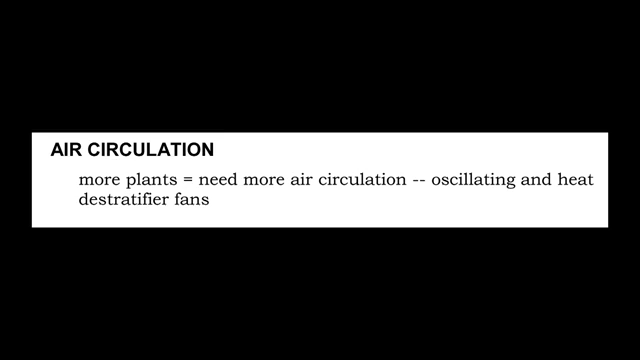 AIR CIRCULATION
more plants = need more air circulation -- oscillating and heat
destratifier fans